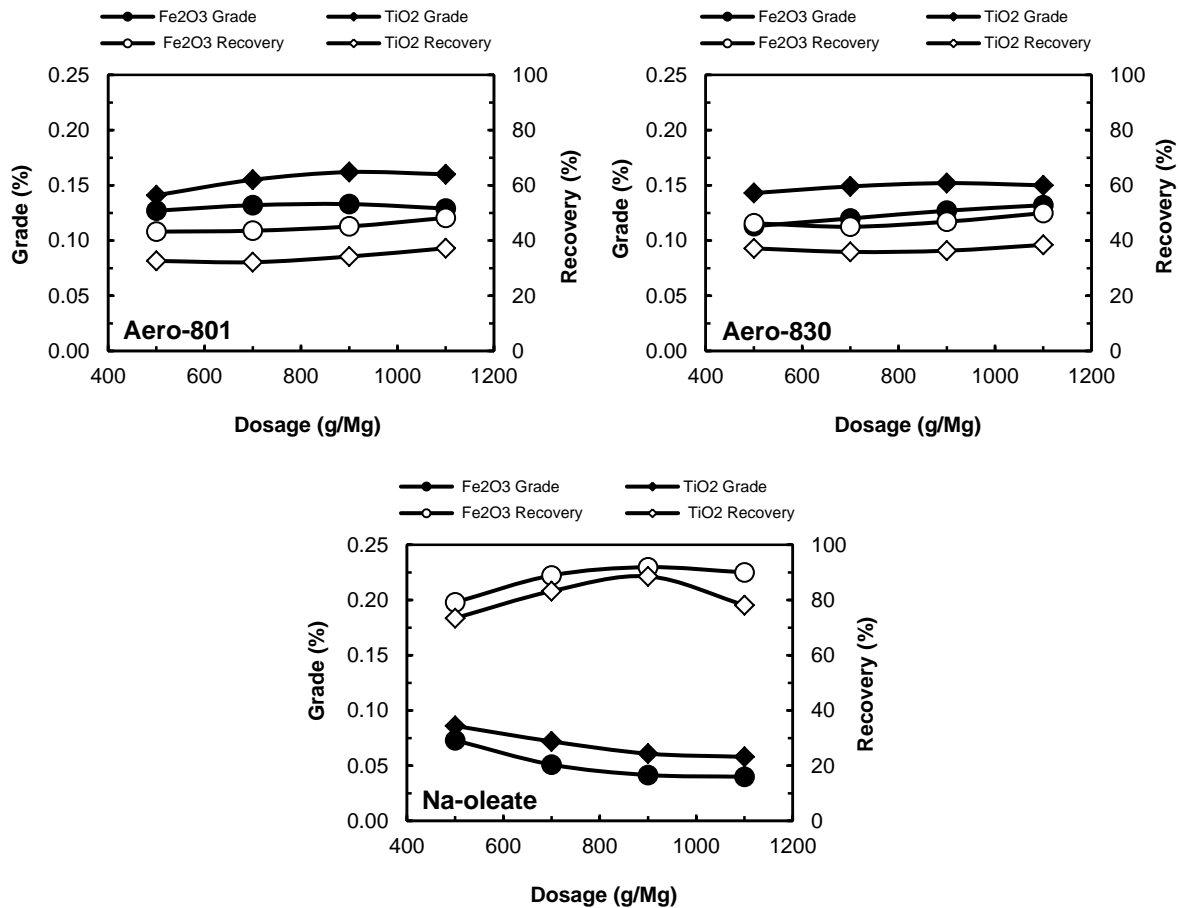 Fe2O3 Grade TiO2 Grade
Fe2O3 Recovery TiO2 Recovery
0.25
0.20
0.15
0.10
0.05
0.00
Grade (%)
100
80
60
40
20
0
Recovery (%)
Aero-801
400 600 800 1000 1200
Dosage (g/Mg)
Fe2O3 Grade TiO2 Grade
Fe2O3 Recovery TiO2 Recovery
0.25
0.20
0.15
0.10
0.05
0.00
Grade (%)
100
80
60
40
20
0
Recovery (%)
Aero-830
400 600 800 1000 1200
Dosage (g/Mg)
Fe2O3 Grade TiO2 Grade
Fe2O3 Recovery TiO2 Recovery
0.25
0.20
0.15
0.10
0.05
0.00
Grade (%)
100
80
60
40
20
0
Recovery (%)
Na-oleate
400 600 800 1000 1200
Dosage (g/Mg)